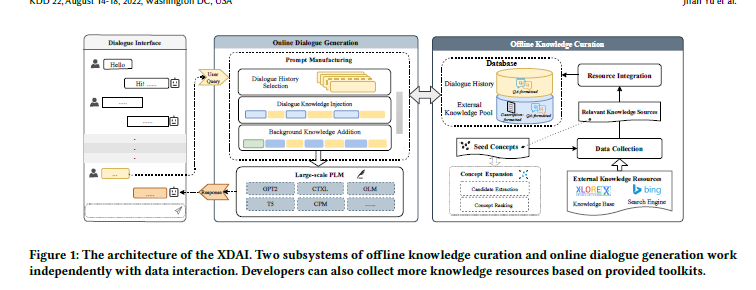 KDD '22, August 14–18, 2022, Washington DC, USA
Jifan Yu et al.
Dialogue Interface
Hello
Hi! ......
......
......
...
......
Online Dialogue Generation
User Query
Prompt Manufacturing
Dialogue History Selection
Dialogue Knowledge Injection
Background Knowledge Addition
Large-scale PLM
GPT2 CTXL GLM
T5 CPM ......
Response
Offline Knowledge Curation
Database
Dialogue History
QA-formatted
External Knowledge Pool
Description-formatted
QA-formatted
Resource Integration
Relavant Knowledge Sources
Seed Concepts
Data Collection
Concept Expansion
Candidate Extraction
Concept Ranking
External Knowledge Resources
XLORE
bing
Knowledge Base
Search Engine
Figure 1: The architecture of the XDAI. Two subsystems of offline knowledge curation and online dialogue generation work
independently with data interaction. Developers can also collect more knowledge resources based on provided toolkits.